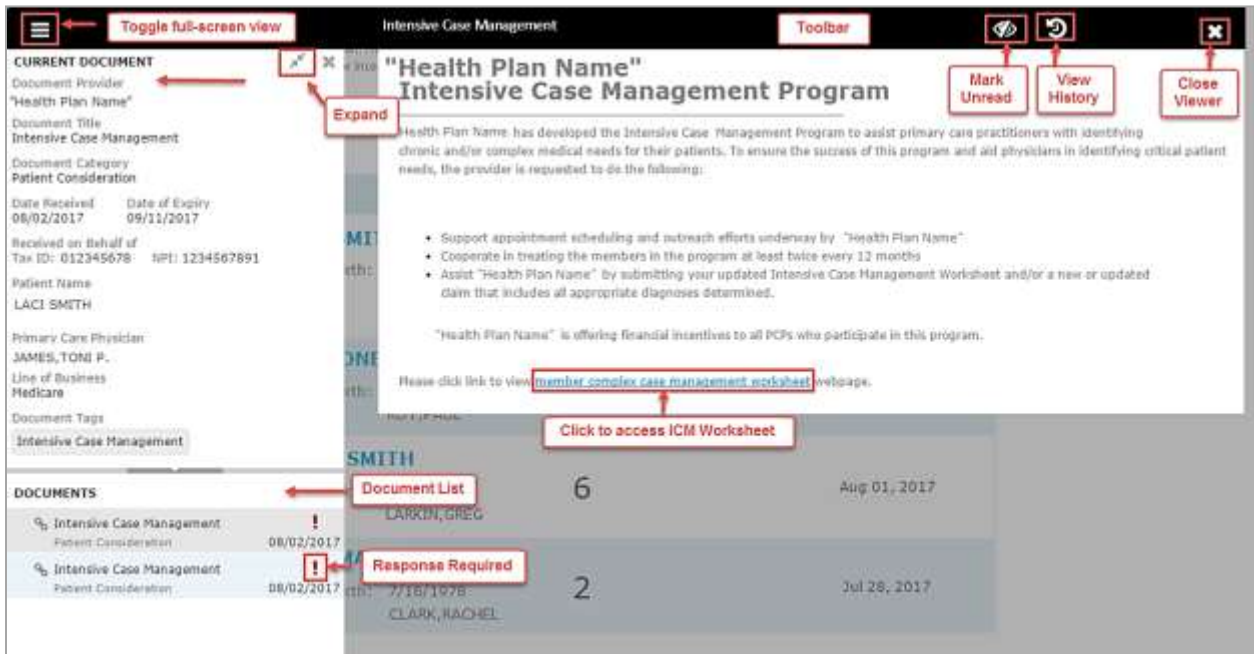 Toggle full-screen view
Intensive Case Management
Toolbar
Mark Unread
View History
Close Viewer
CURRENT DOCUMENT
Expand
Document Provider
"Health Plan Name"
Document Title
Intensive Case Management
Document Category
Patient Consideration
Date Received Date of Expiry
08/02/2017 09/11/2017
Received on Behalf of
Tax ID: 012345678 NPI: 1234567891
Patient Name
LACI SMITH
Primary Care Physician
JAMES, TONI P.
Line of Business
Medicare
Document Tags
Intensive Case Management
DOCUMENTS
Document List
Intensive Case Management
Patient Consideration 08/02/2017
Intensive Case Management !
Response Required
Patient Consideration 08/02/2017
"Health Plan Name"
Intensive Case Management Program
Health Plan Name has developed the Intensive Case Management Program to assist primary care practitioners with identifying
chronic and/or complex medical needs for their patients. To ensure the success of this program and aid physicians in identifying critical patient
needs, the provider is requested to do the following:
• Support appointment scheduling and outreach efforts underway by "Health Plan Name"
• Cooperate in treating the members in the program at least twice every 12 months
• Assist "Health Plan Name" by submitting your updated Intensive Case Management Worksheet and/or a new or updated
claim that includes all appropriate diagnoses determined.
"Health Plan Name" is offering financial incentives to all PCPs who participate in this program.
Please click link to view member complex case management worksheet webpage.
Click to access ICM Worksheet
SMITH
6 Aug 01, 2017
LARKIN, GREG
7/16/1978 2 Jul 28, 2017
CLARK, RACHEL